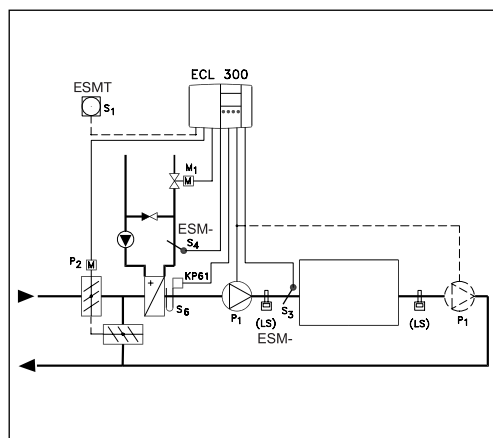 ECL 300
ESMT
S1
M1
M
ESM-
S4
P2
M
KP61
+
S6
P1
(LS)
S3
ESM-
(LS)
P1